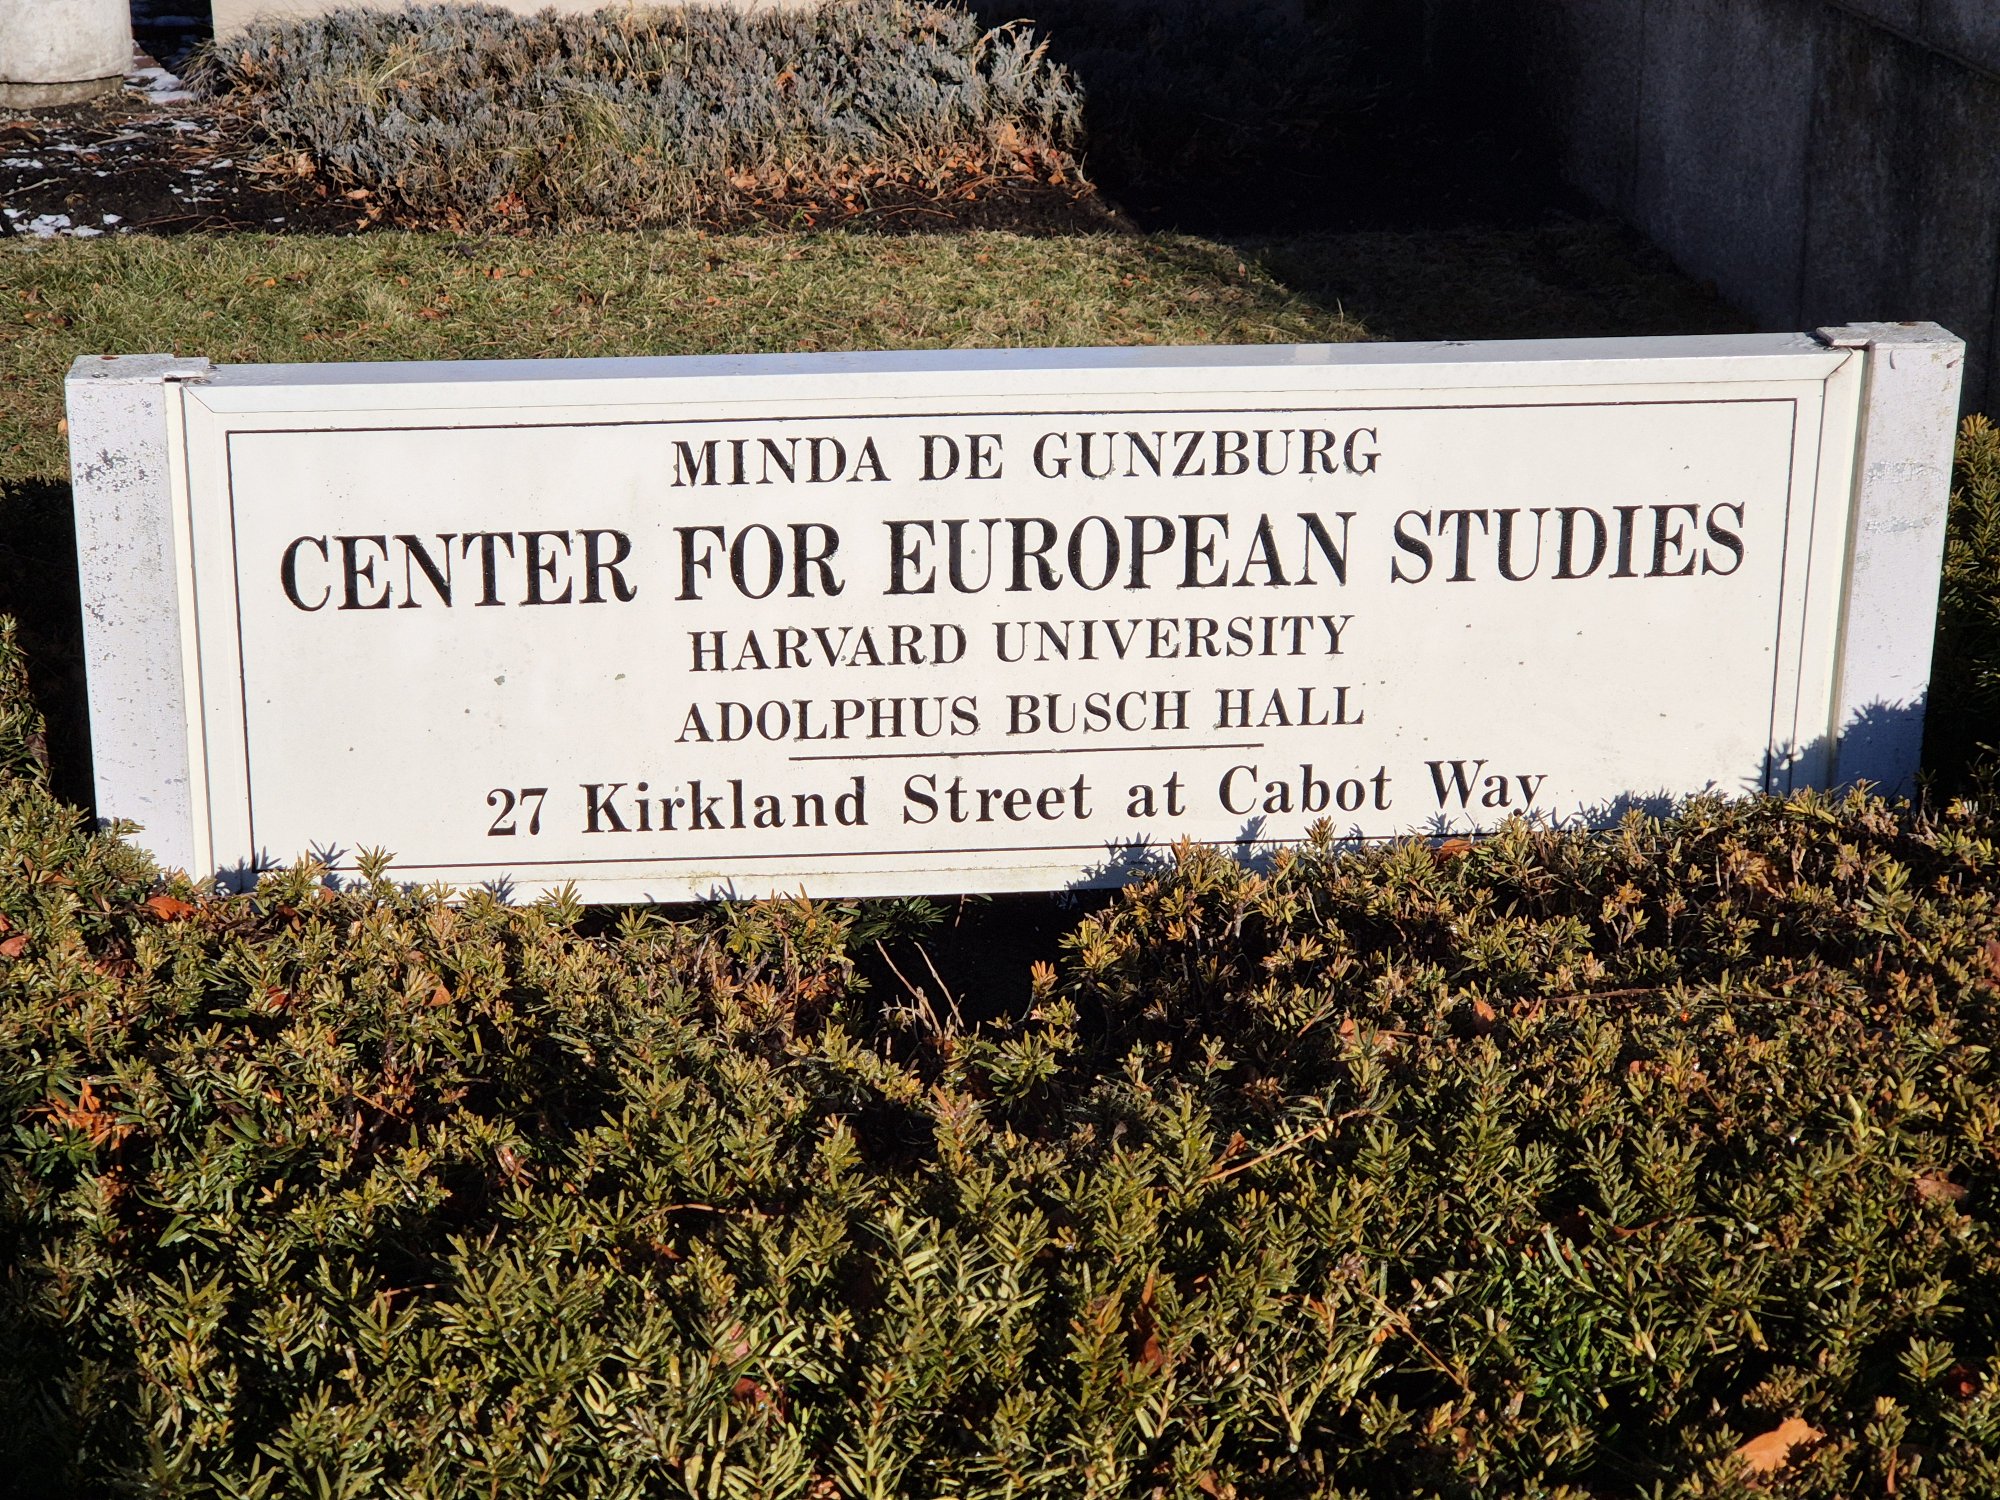 MINDA DE GUNZBURG
CENTER FOR EUROPEAN STUDIES
HARVARD UNIVERSITY
ADOLPHUS BUSCH HALL
27 Kirkland Street at Cabot Way